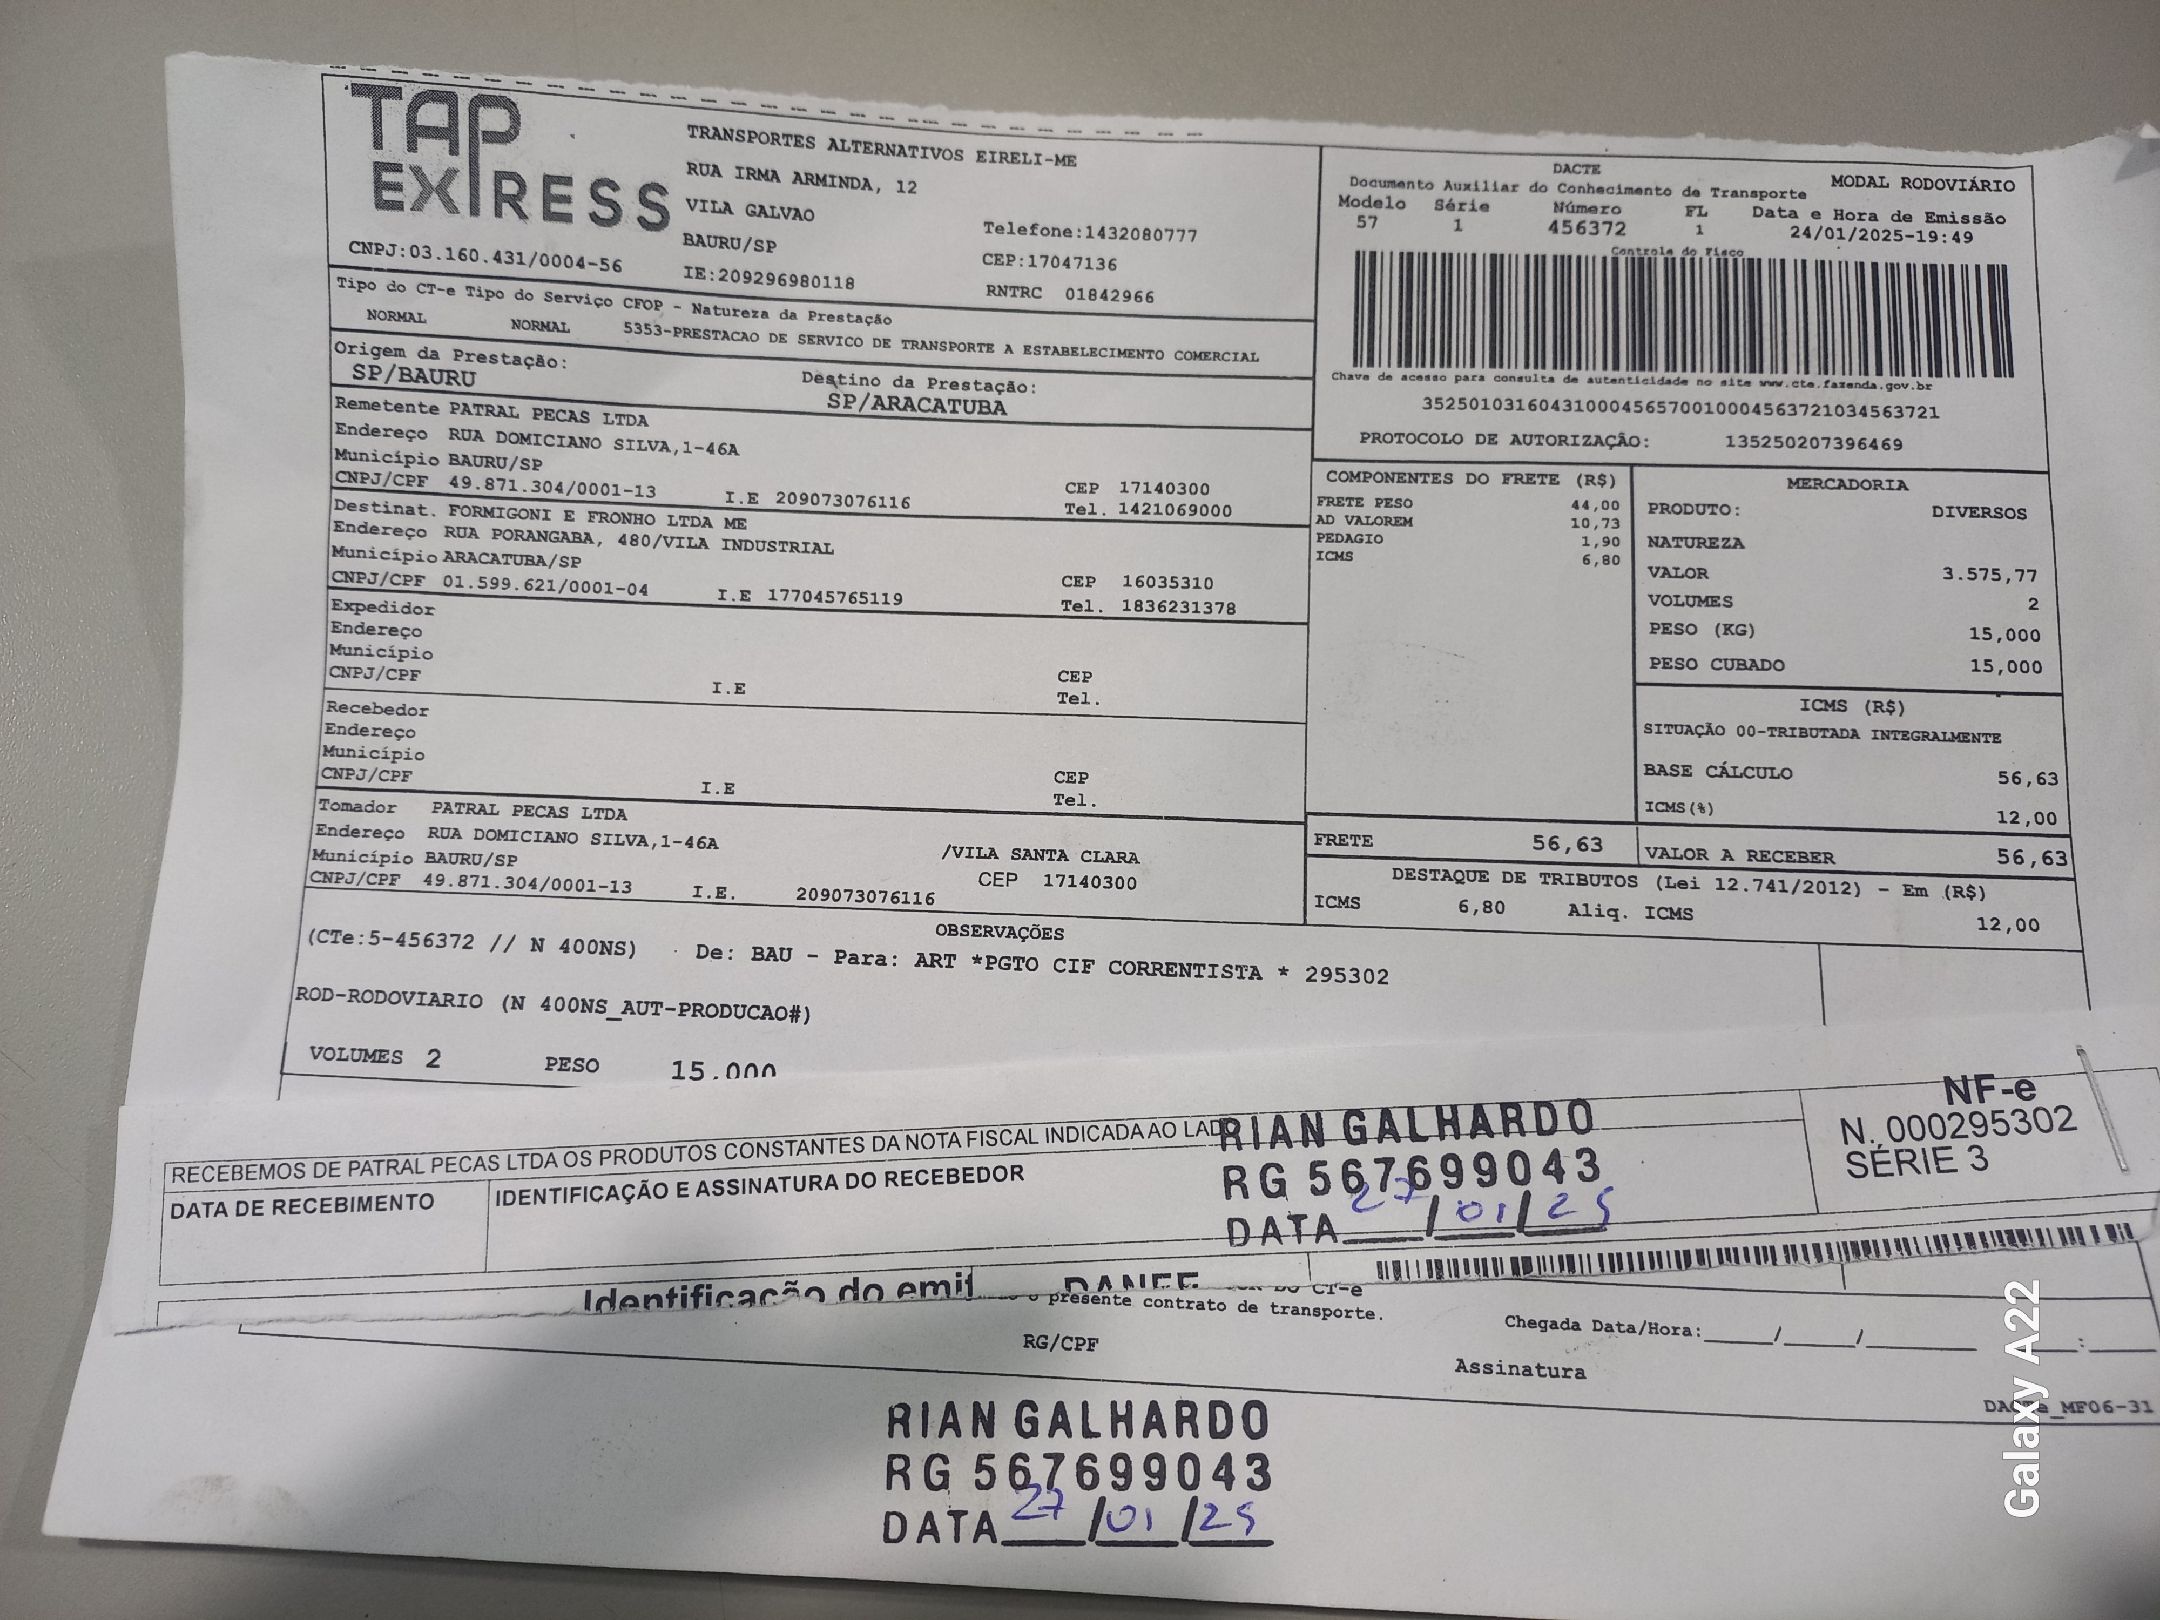 TAP EXPRESS
TRANSPORTES ALTERNATIVOS EIRELI-ME
RUA IRMA ARMINDA, 12
VILA GALVAO
BAURU/SP
Telefone:1432080777
CNPJ:03.160.431/0004-56
IE:209296980118
CEP:17047136
RNTRC 01842966
DACTE
Documento Auxiliar do Conhecimento de Transporte
MODAL RODOVIÁRIO
Modelo Série Número FL Data e Hora de Emissão
57 1 456372 1 24/01/2025-19:49
Controle do Fisco
Chave de acesso para consulta de autenticidade no site www.cte.fazenda.gov.br
35250103160431000456570010004563721034563721
PROTOCOLO DE AUTORIZAÇÃO: 135250207396469
Tipo do CT-e Tipo do Serviço CFOP - Natureza da Prestação
NORMAL NORMAL 5353-PRESTACAO DE SERVICO DE TRANSPORTE A ESTABELECIMENTO COMERCIAL
Origem da Prestação: Destino da Prestação:
SP/BAURU SP/ARACATUBA
Remetente PATRAL PECAS LTDA
Endereço RUA DOMICIANO SILVA,1-46A
Município BAURU/SP CEP 17140300
CNPJ/CPF 49.871.304/0001-13 I.E 209073076116 Tel. 1421069000
Destinat. FORMIGONI E FRONHO LTDA ME
Endereço RUA PORANGABA, 480/VILA INDUSTRIAL
Município ARACATUBA/SP CEP 16035310
CNPJ/CPF 01.599.621/0001-04 I.E 177045765119 Tel. 1836231378
Expedidor
Endereço
Município CEP
CNPJ/CPF I.E Tel.
Recebedor
Endereço
Município CEP
CNPJ/CPF I.E Tel.
Tomador PATRAL PECAS LTDA
Endereço RUA DOMICIANO SILVA,1-46A /VILA SANTA CLARA
Município BAURU/SP CEP 17140300
CNPJ/CPF 49.871.304/0001-13 I.E. 209073076116
COMPONENTES DO FRETE (R$)
FRETE PESO 44,00
AD VALOREM 10,73
PEDAGIO 1,90
ICMS 6,80
MERCADORIA
PRODUTO: DIVERSOS
NATUREZA
VALOR 3.575,77
VOLUMES 2
PESO (KG) 15,000
PESO CUBADO 15,000
ICMS (R$)
SITUAÇÃO 00-TRIBUTADA INTEGRALMENTE
BASE CÁLCULO 56,63
ICMS(%) 12,00
FRETE 56,63 VALOR A RECEBER 56,63
DESTAQUE DE TRIBUTOS (Lei 12.741/2012) - Em (R$)
ICMS 6,80 Aliq. ICMS 12,00
OBSERVAÇÕES
(CTe:5-456372 // N 400NS) De: BAU - Para: ART *PGTO CIF CORRENTISTA * 295302
ROD-RODOVIARIO (N 400NS_AUT-PRODUCAO#)
VOLUMES 2 PESO 15.000
RECEBEMOS DE PATRAL PECAS LTDA OS PRODUTOS CONSTANTES DA NOTA FISCAL INDICADA AO LADO
DATA DE RECEBIMENTO IDENTIFICAÇÃO E ASSINATURA DO RECEBEDOR
RIAN GALHARDO
RG 567699043
DATA 27/01/25
NF-e
N. 000295302
SÉRIE 3
Identificação do emit DANFE
DO CT-e
o presente contrato de transporte.
RG/CPF
Chegada Data/Hora:_____/_____/_______ :
Assinatura
DACTe_MF06-31
RIAN GALHARDO
RG 567699043
DATA 27/01/25
Galaxy A22